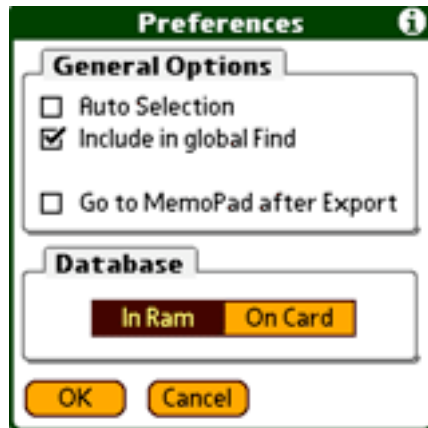 Preferences
General Options
Auto Selection
Include in global Find
Go to MemoPad after Export
Database
In Ram On Card
OK Cancel